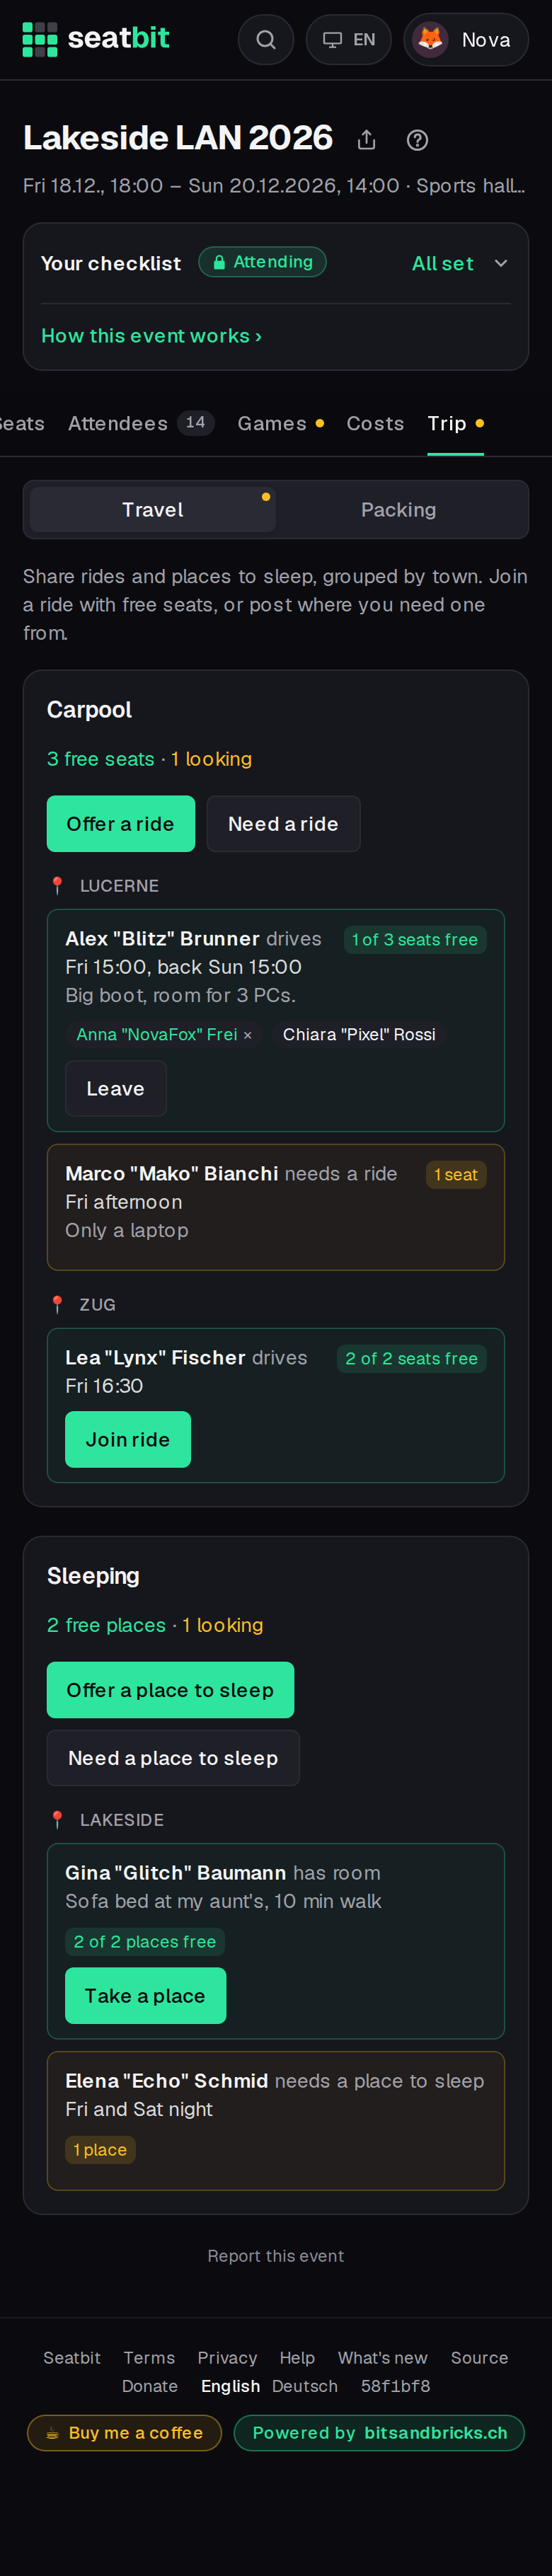 seatbit
EN
Nova
Lakeside LAN 2026
Fri 18.12., 18:00 – Sun 20.12.2026, 14:00 · Sports hall...
Your checklist
Attending
All set
How this event works ›
Seats
Attendees 14
Games
Costs
Trip
Travel
Packing
Share rides and places to sleep, grouped by town. Join
a ride with free seats, or post where you need one
from.
Carpool
3 free seats · 1 looking
Offer a ride
Need a ride
LUCERNE
Alex "Blitz" Brunner drives
1 of 3 seats free
Fri 15:00, back Sun 15:00
Big boot, room for 3 PCs.
Anna "NovaFox" Frei ×
Chiara "Pixel" Rossi
Leave
Marco "Mako" Bianchi needs a ride
1 seat
Fri afternoon
Only a laptop
ZUG
Lea "Lynx" Fischer drives
2 of 2 seats free
Fri 16:30
Join ride
Sleeping
2 free places · 1 looking
Offer a place to sleep
Need a place to sleep
LAKESIDE
Gina "Glitch" Baumann has room
Sofa bed at my aunt's, 10 min walk
2 of 2 places free
Take a place
Elena "Echo" Schmid needs a place to sleep
Fri and Sat night
1 place
Report this event
Seatbit Terms Privacy Help What's new Source
Donate English Deutsch 58f1bf8
Buy me a coffee
Powered by bitsandbricks.ch